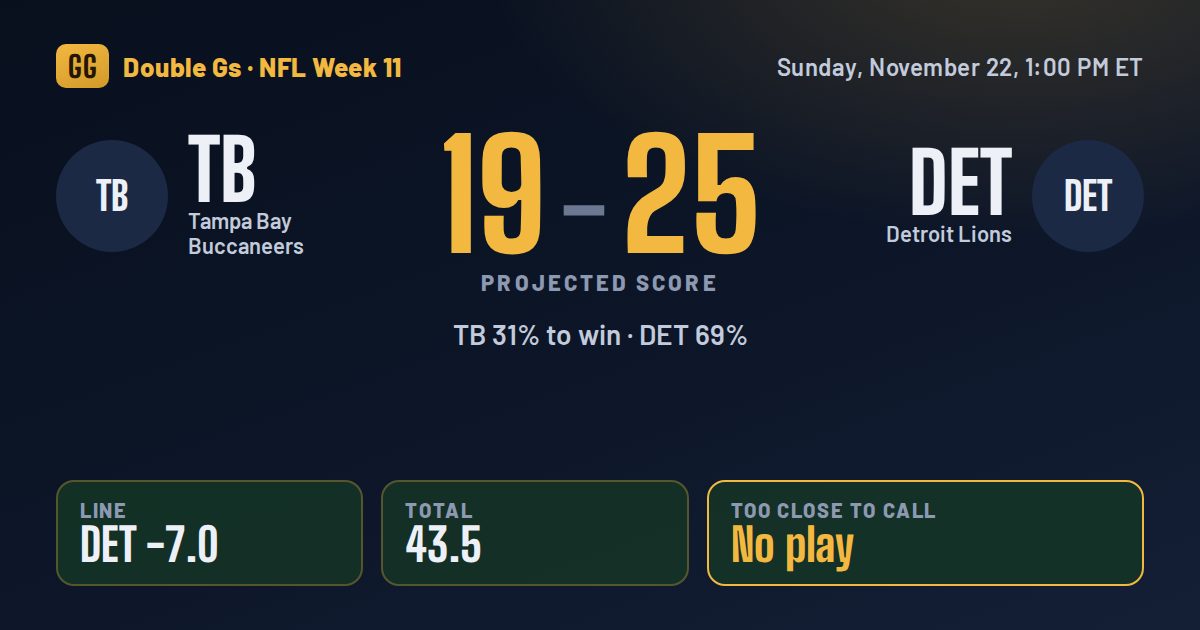 GG
Double Gs · NFL Week 11
Sunday, November 22, 1:00 PM ET
TB
TB
Tampa Bay
Buccaneers
19 – 25
PROJECTED SCORE
TB 31% to win · DET 69%
DET
Detroit Lions
DET
LINE
DET −7.0
TOTAL
43.5
TOO CLOSE TO CALL
No play